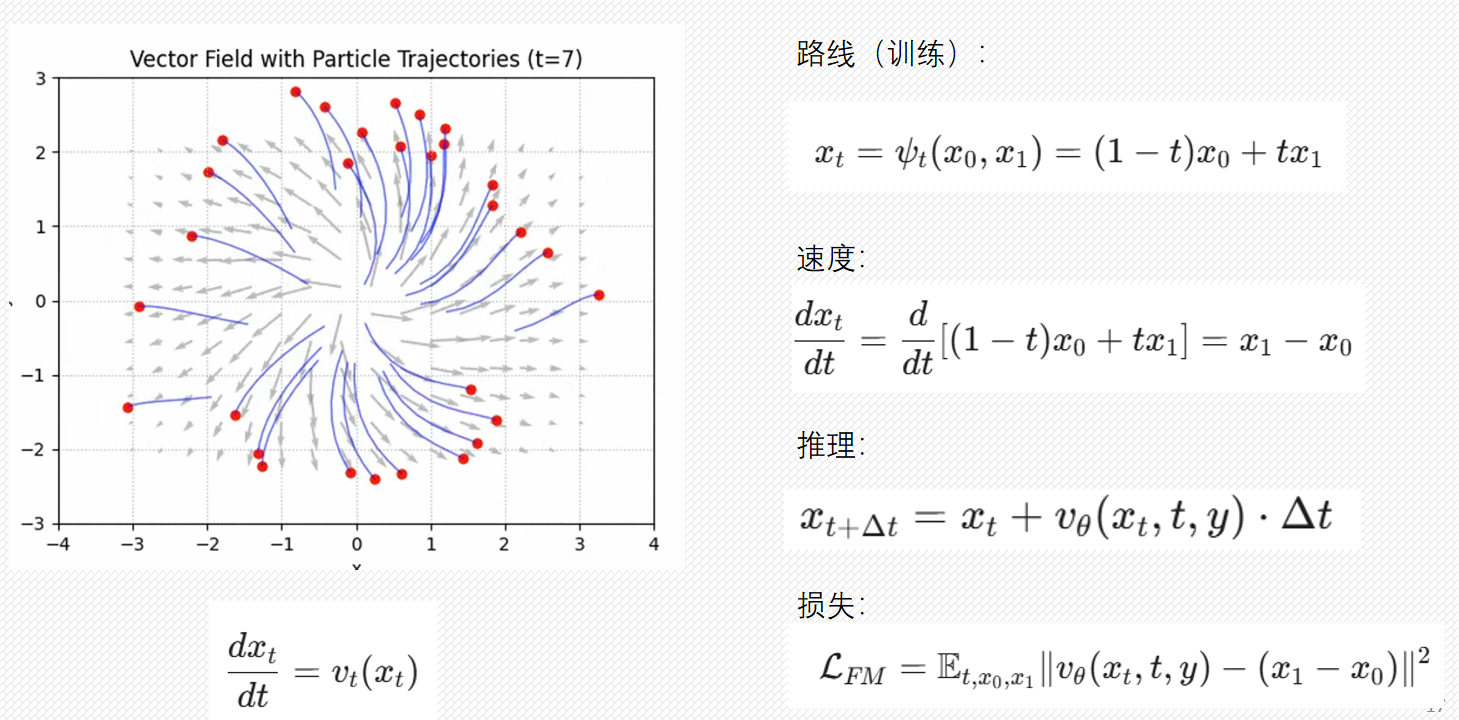 Vector Field with Particle Trajectories (t=7)
3
2
1
0
−1
−2
−3
−4 −3 −2 −1 0 1 2 3 4
dx_t/dt = v_t(x_t)
路线（训练）：
x_t = ψ_t(x_0, x_1) = (1 − t)x_0 + tx_1
速度：
dx_t/dt = d/dt[(1 − t)x_0 + tx_1] = x_1 − x_0
推理：
x_{t+Δt} = x_t + v_θ(x_t, t, y) · Δt
损失：
ℒ_{FM} = 𝔼_{t,x_0,x_1}‖v_θ(x_t, t, y) − (x_1 − x_0)‖²